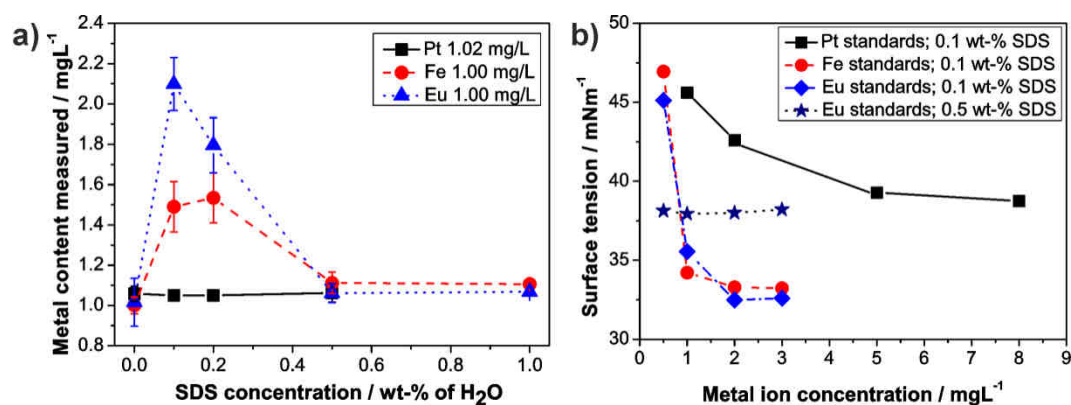 a)
Metal content measured / mgL⁻¹
2.4
2.2
2.0
1.8
1.6
1.4
1.2
1.0
0.8
Pt 1.02 mg/L
Fe 1.00 mg/L
Eu 1.00 mg/L
0.0 0.2 0.4 0.6 0.8 1.0
SDS concentration / wt-% of H₂O
b)
Surface tension / mNm⁻¹
50
45
40
35
30
Pt standards; 0.1 wt-% SDS
Fe standards; 0.1 wt-% SDS
Eu standards; 0.1 wt-% SDS
Eu standards; 0.5 wt-% SDS
0 1 2 3 4 5 6 7 8
Metal ion concentration / mgL⁻¹